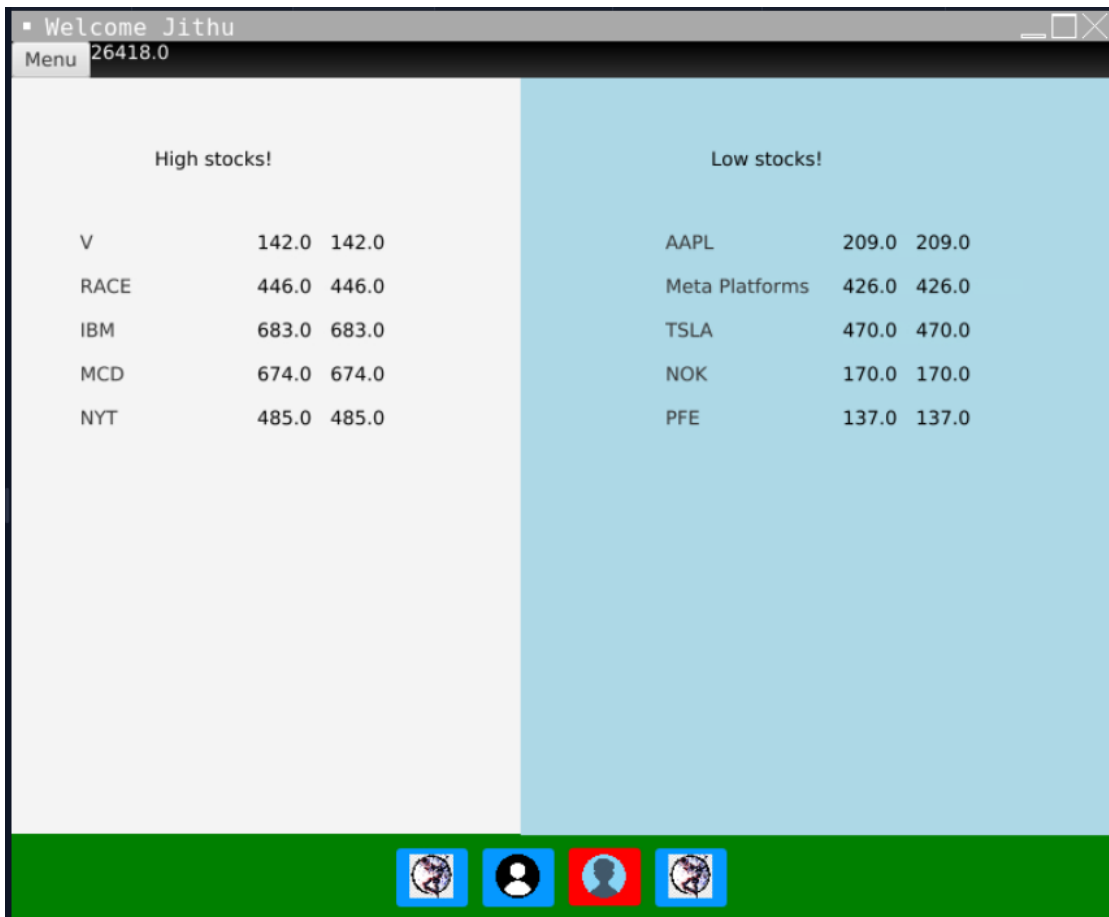 Welcome Jithu
Menu 26418.0
High stocks!
V 142.0 142.0
RACE 446.0 446.0
IBM 683.0 683.0
MCD 674.0 674.0
NYT 485.0 485.0
Low stocks!
AAPL 209.0 209.0
Meta Platforms 426.0 426.0
TSLA 470.0 470.0
NOK 170.0 170.0
PFE 137.0 137.0